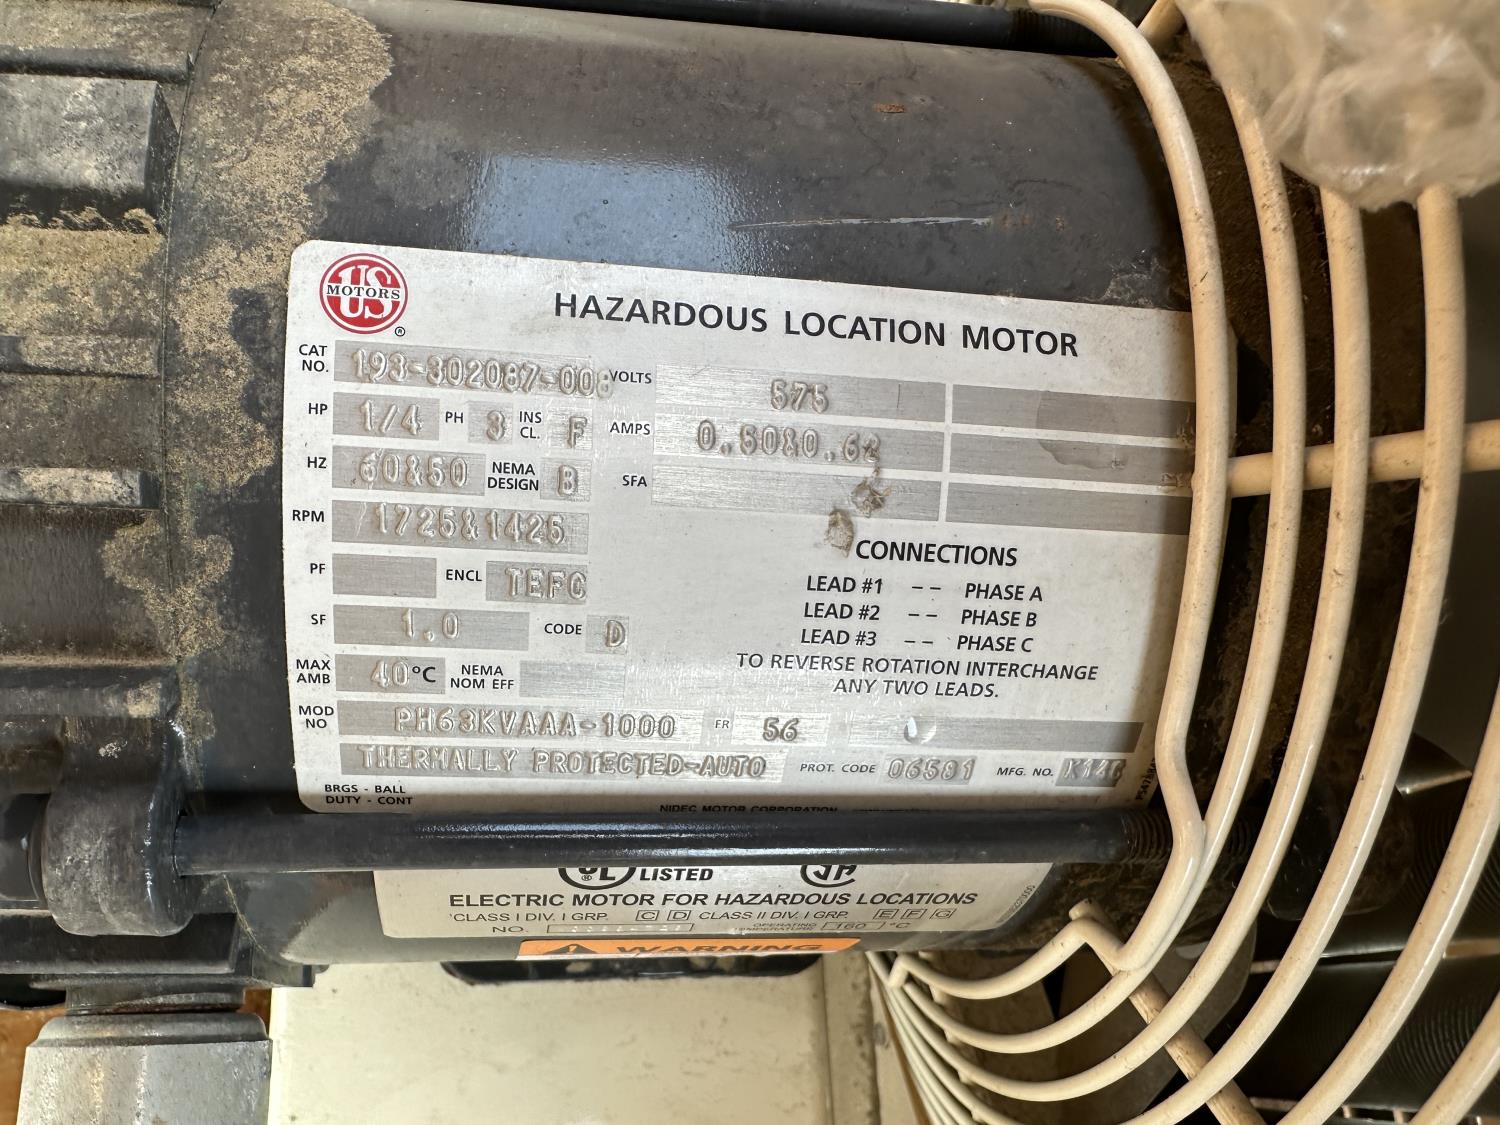 US
MOTORS
®
HAZARDOUS LOCATION MOTOR
CAT NO. 193-302087-008 VOLTS 575
HP 1/4 PH 3 INS CL. F AMPS 0.50&0.62
HZ 60&50 NEMA DESIGN B SFA
RPM 1725&1425
PF ENCL TEFC
SF 1.0 CODE D
MAX AMB 40°C NEMA NOM EFF
MOD NO PH63KVAAA-1000 FR 56
THERMALLY PROTECTED-AUTO PROT. CODE 06581 MFG. NO.
BRGS - BALL
DUTY - CONT
CONNECTIONS
LEAD #1 -- PHASE A
LEAD #2 -- PHASE B
LEAD #3 -- PHASE C
TO REVERSE ROTATION INTERCHANGE
ANY TWO LEADS.
NIDEC MOTOR CORPORATION
UL ® LISTED
ELECTRIC MOTOR FOR HAZARDOUS LOCATIONS
CLASS I DIV. I GRP. C D CLASS II DIV. I GRP. E F G
NO. OPERATING TEMPERATURE 160 °C
WARNING